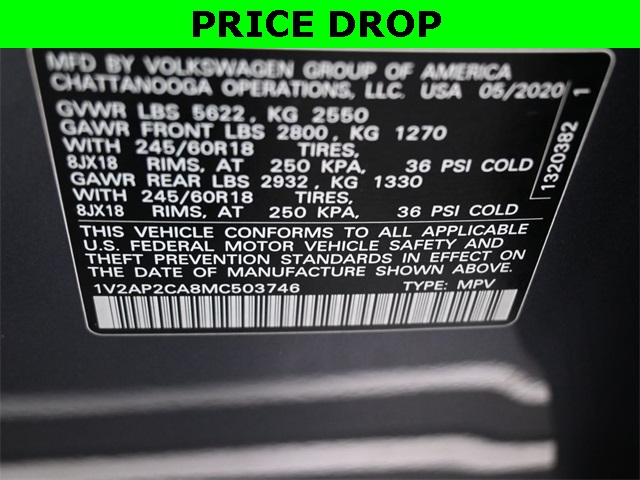 PRICE DROP
MFD BY VOLKSWAGEN GROUP OF AMERICA
CHATTANOOGA OPERATIONS, LLC. USA 05/2020
GVWR LBS 5622, KG 2550
GAWR FRONT LBS 2800, KG 1270
WITH 245/60R18 TIRES,
8JX18 RIMS, AT 250 KPA, 36 PSI COLD
GAWR REAR LBS 2932, KG 1330
WITH 245/60R18 TIRES,
8JX18 RIMS, AT 250 KPA, 36 PSI COLD
THIS VEHICLE CONFORMS TO ALL APPLICABLE
U.S. FEDERAL MOTOR VEHICLE SAFETY AND
THEFT PREVENTION STANDARDS IN EFFECT ON
THE DATE OF MANUFACTURE SHOWN ABOVE.
1V2AP2CA8MC503746 TYPE: MPV
1320382 1